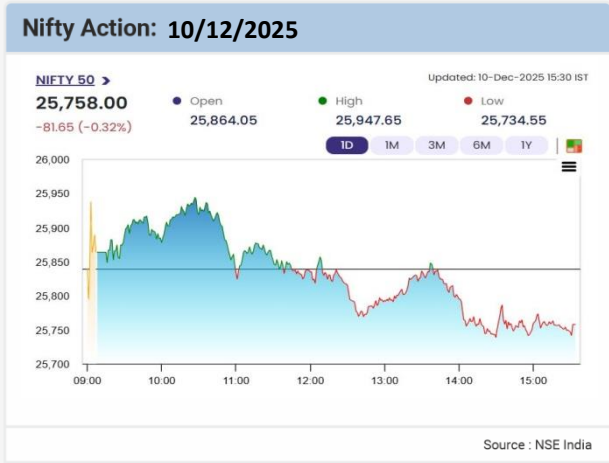 Nifty Action: 10/12/2025
NIFTY 50 >
Updated: 10-Dec-2025 15:30 IST
25,758.00
-81.65 (-0.32%)
Open
25,864.05
High
25,947.65
Low
25,734.55
1D 1M 3M 6M 1Y
26,000
25,950
25,900
25,850
25,800
25,750
25,700
09:00 10:00 11:00 12:00 13:00 14:00 15:00
Source : NSE India